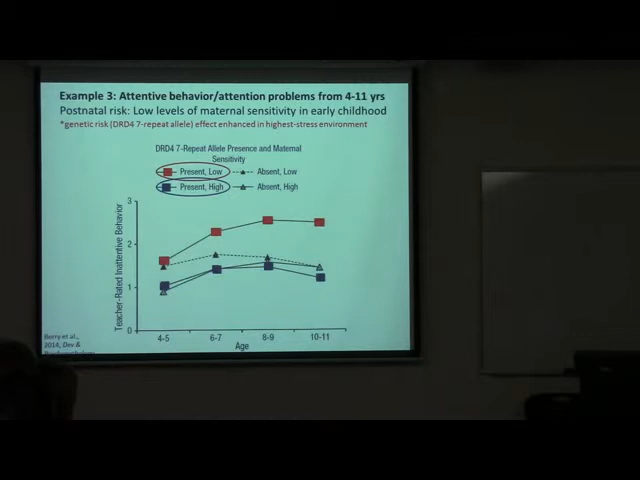 Example 3: Attentive behavior/attention problems from 4-11 yrs
Postnatal risk: Low levels of maternal sensitivity in early childhood
*genetic risk (DRD4 7-repeat allele) effect enhanced in highest-stress environment
DRD4 7-Repeat Allele Presence and Maternal
Sensitivity
Present, Low Absent, Low
Present, High Absent, High
Teacher-Rated Inattentive Behavior
3
2
1
0
4-5 6-7 8-9 10-11
Age
Berry et al.,
2014, Dev &